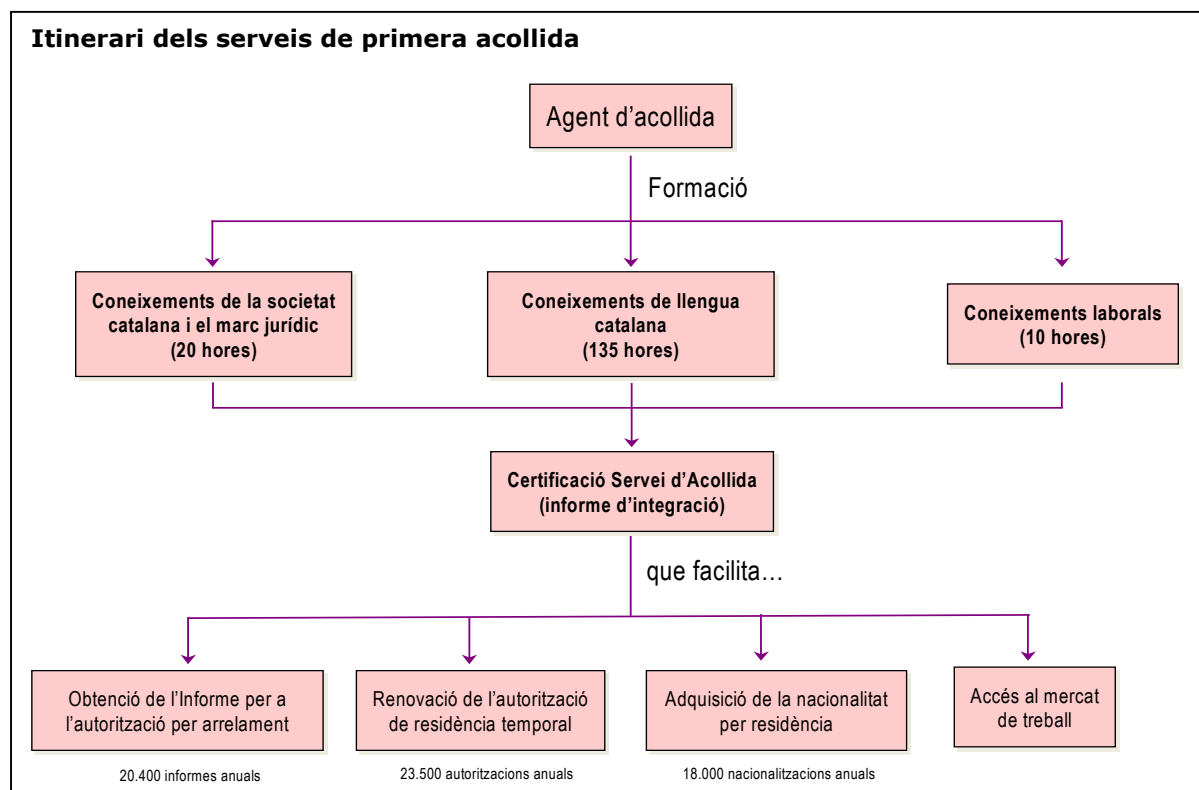 Itinerari dels serveis de primera acollida
Agent d’acollida
Formació
Coneixements de la societat
catalana i el marc jurídic
(20 hores)
Coneixements de llengua
catalana
(135 hores)
Coneixements laborals
(10 hores)
Certificació Servei d’Acollida
(informe d’integració)
que facilita…
Obtenció de l’Informe per a
l’autorització per arrelament
Renovació de l’autorització
de residència temporal
Adquisició de la nacionalitat
per residència
Accés al mercat
de treball
20.400 informes anuals
23.500 autoritzacions anuals
18.000 nacionalitzacions anuals